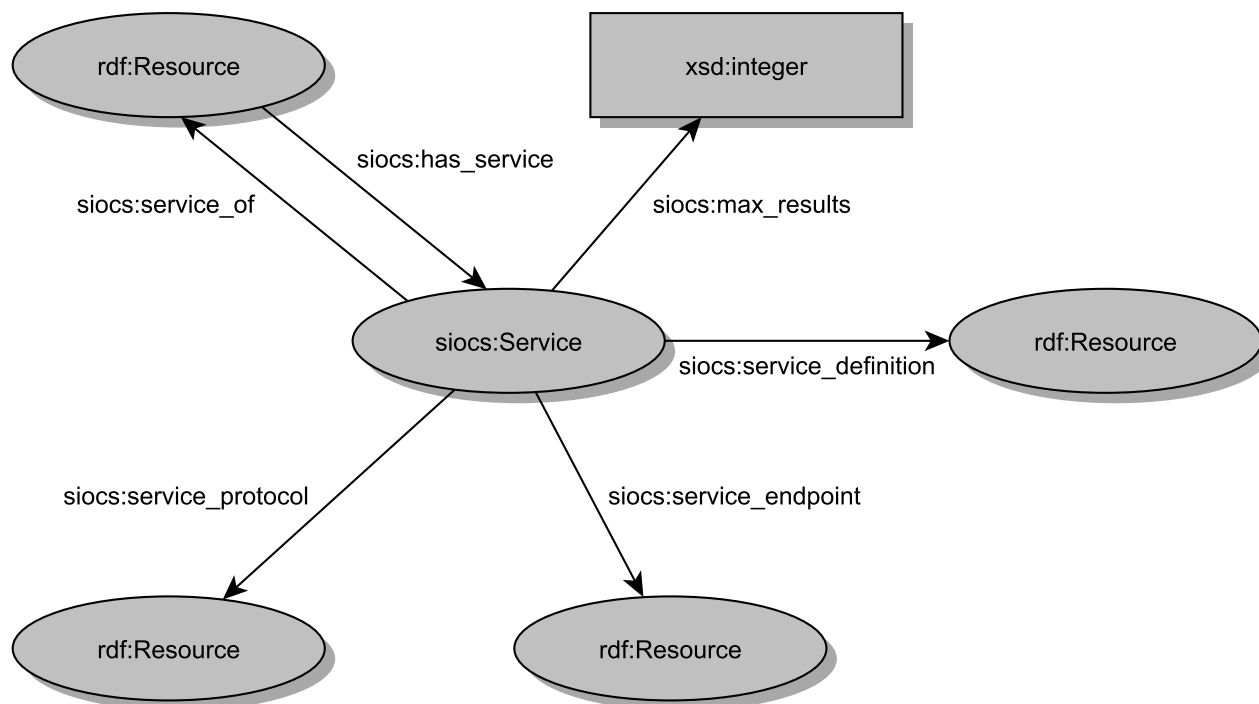 rdf:Resource
xsd:integer
siocs:has_service
siocs:service_of
siocs:max_results
siocs:Service
rdf:Resource
siocs:service_definition
siocs:service_protocol
siocs:service_endpoint
rdf:Resource
rdf:Resource